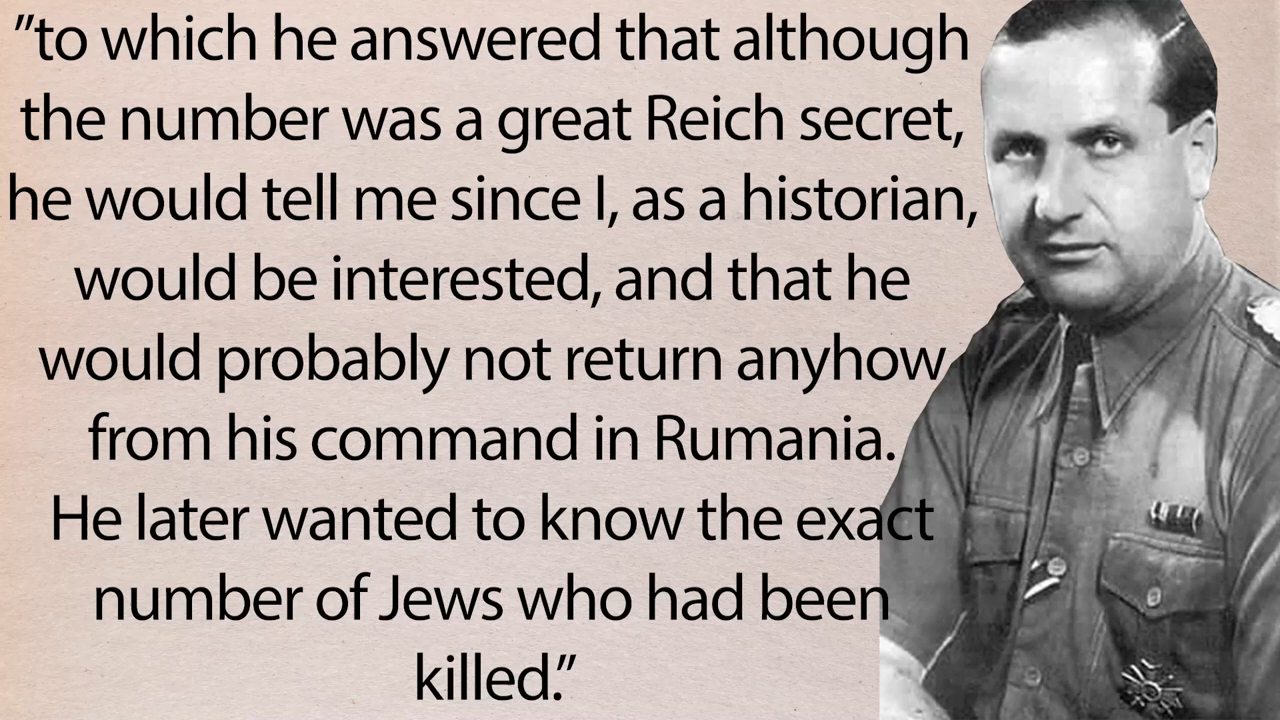 ”to which he answered that although
the number was a great Reich secret,
he would tell me since I, as a historian,
would be interested, and that he
would probably not return anyhow
from his command in Rumania.
He later wanted to know the exact
number of Jews who had been
killed.”